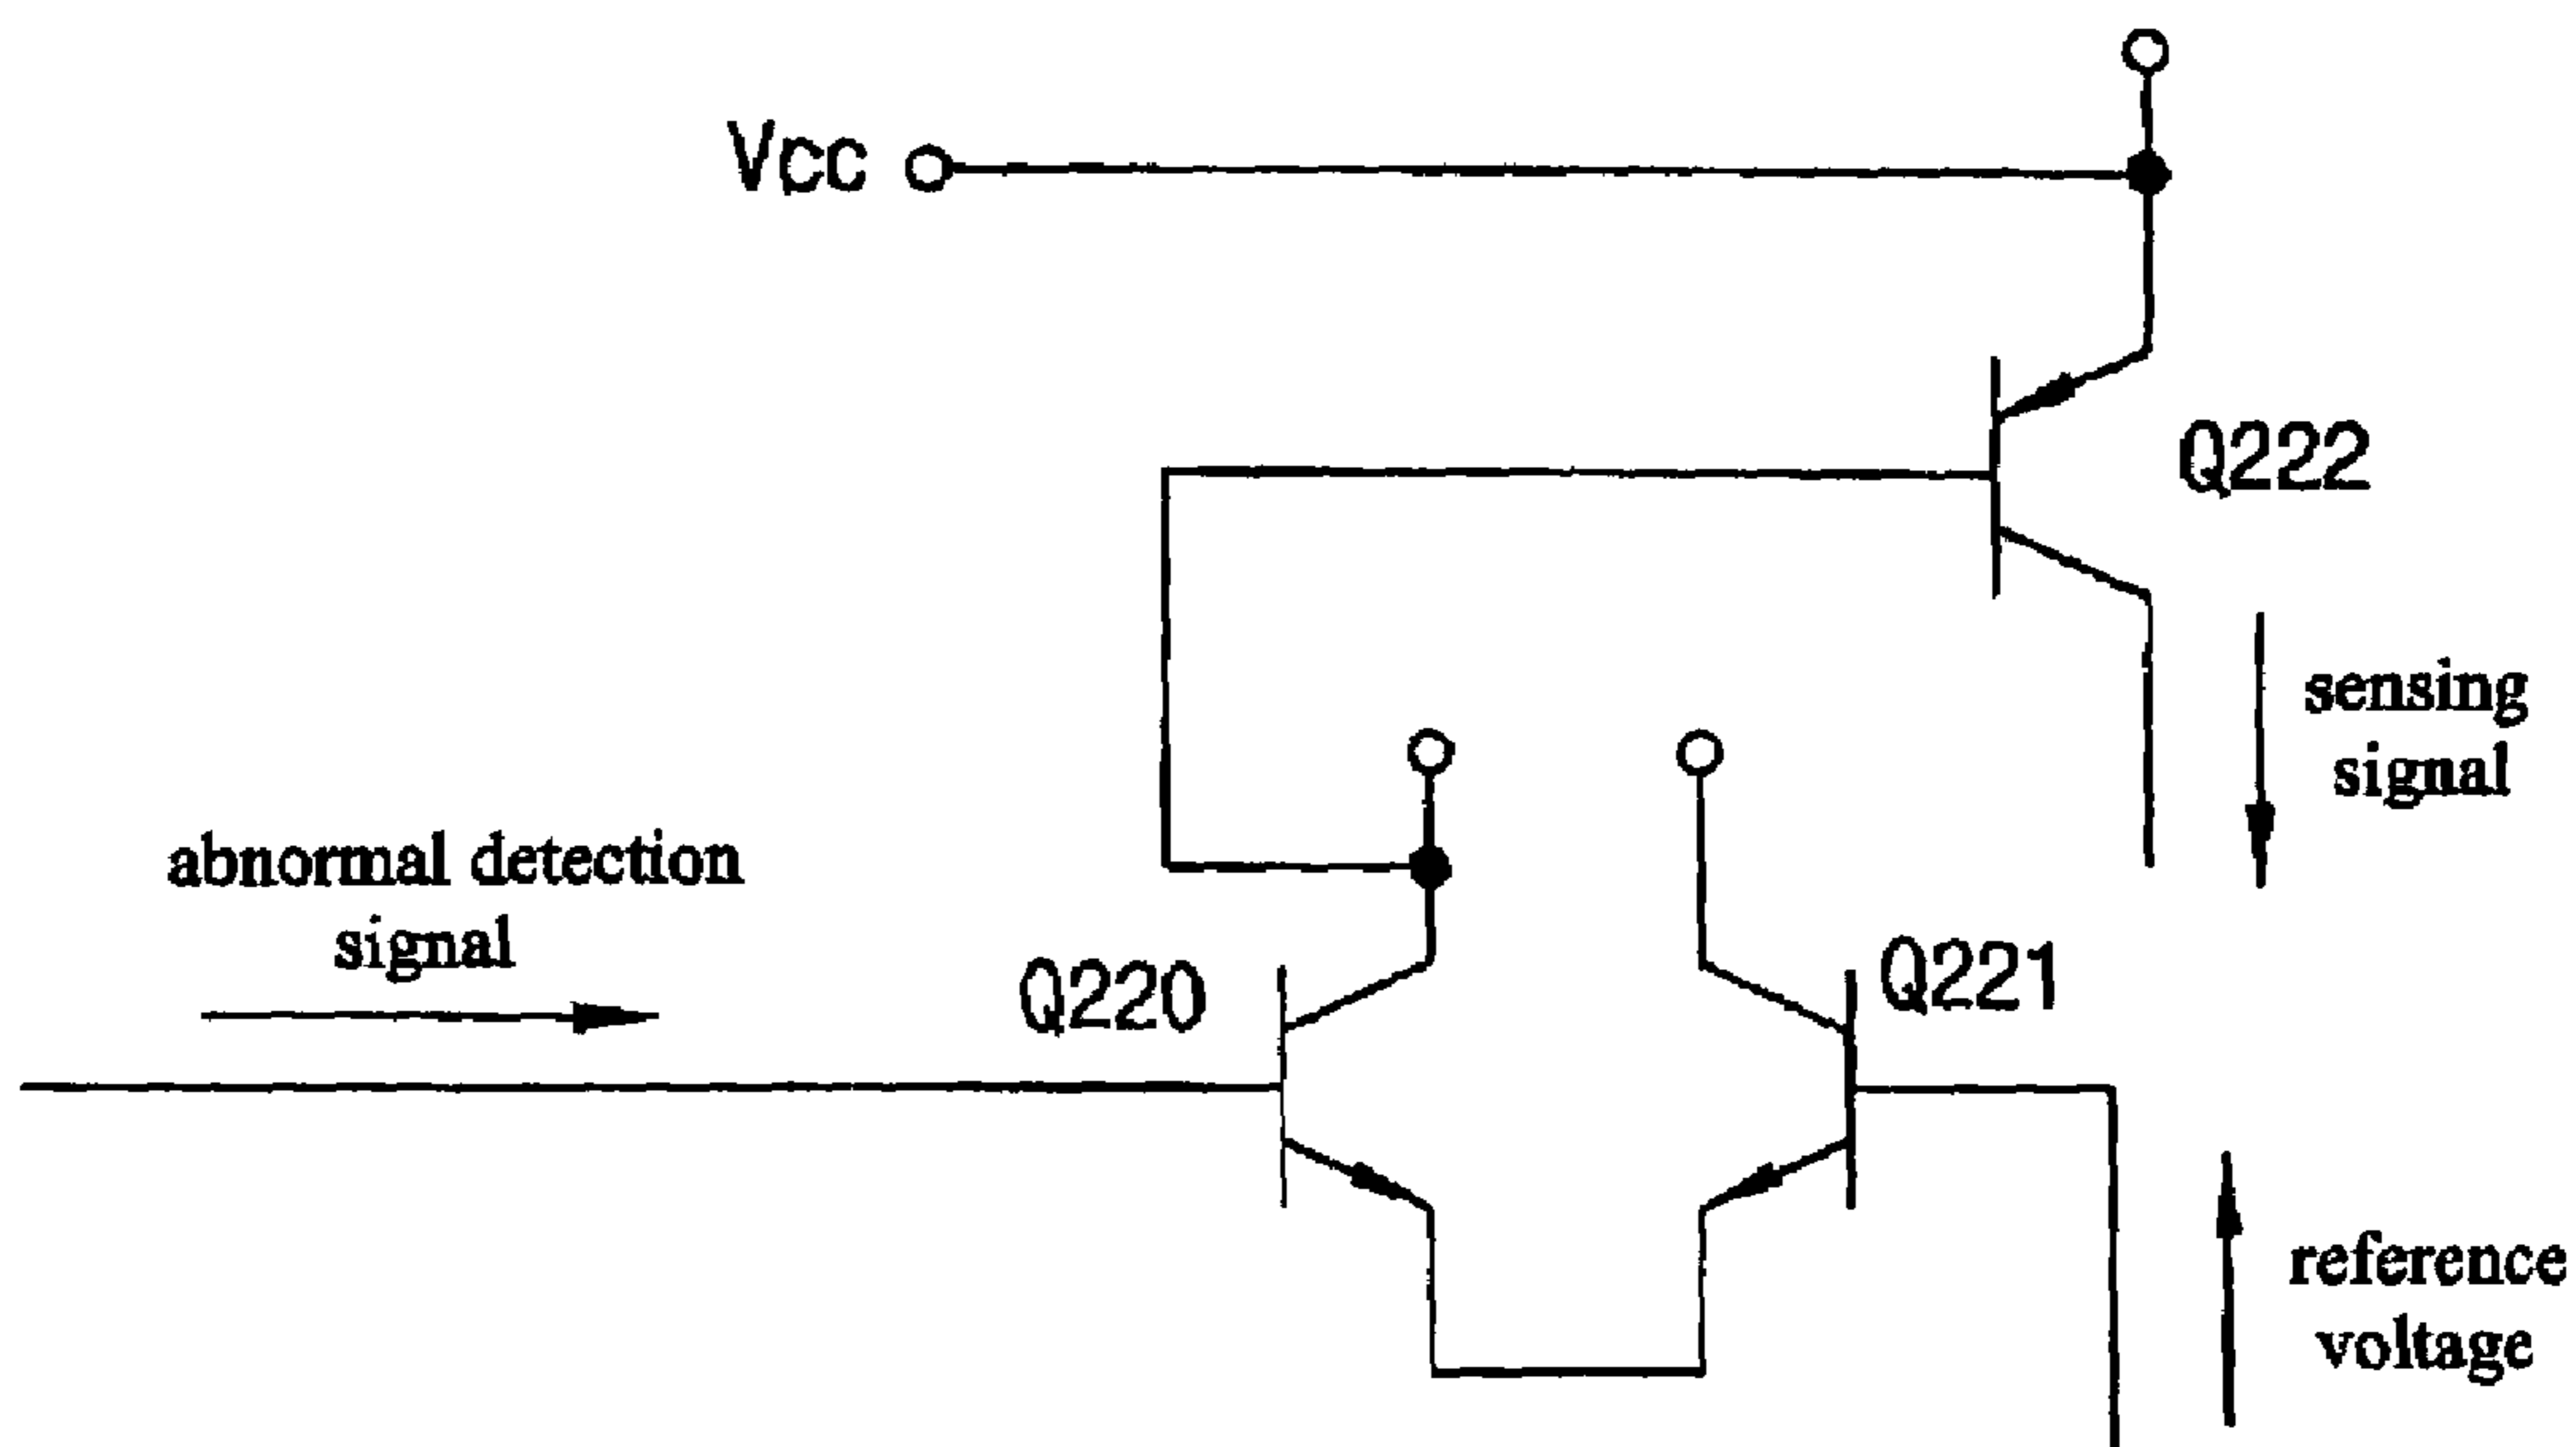 Vcc
Q222
sensing
signal
abnormal detection
signal
Q220
Q221
reference
voltage